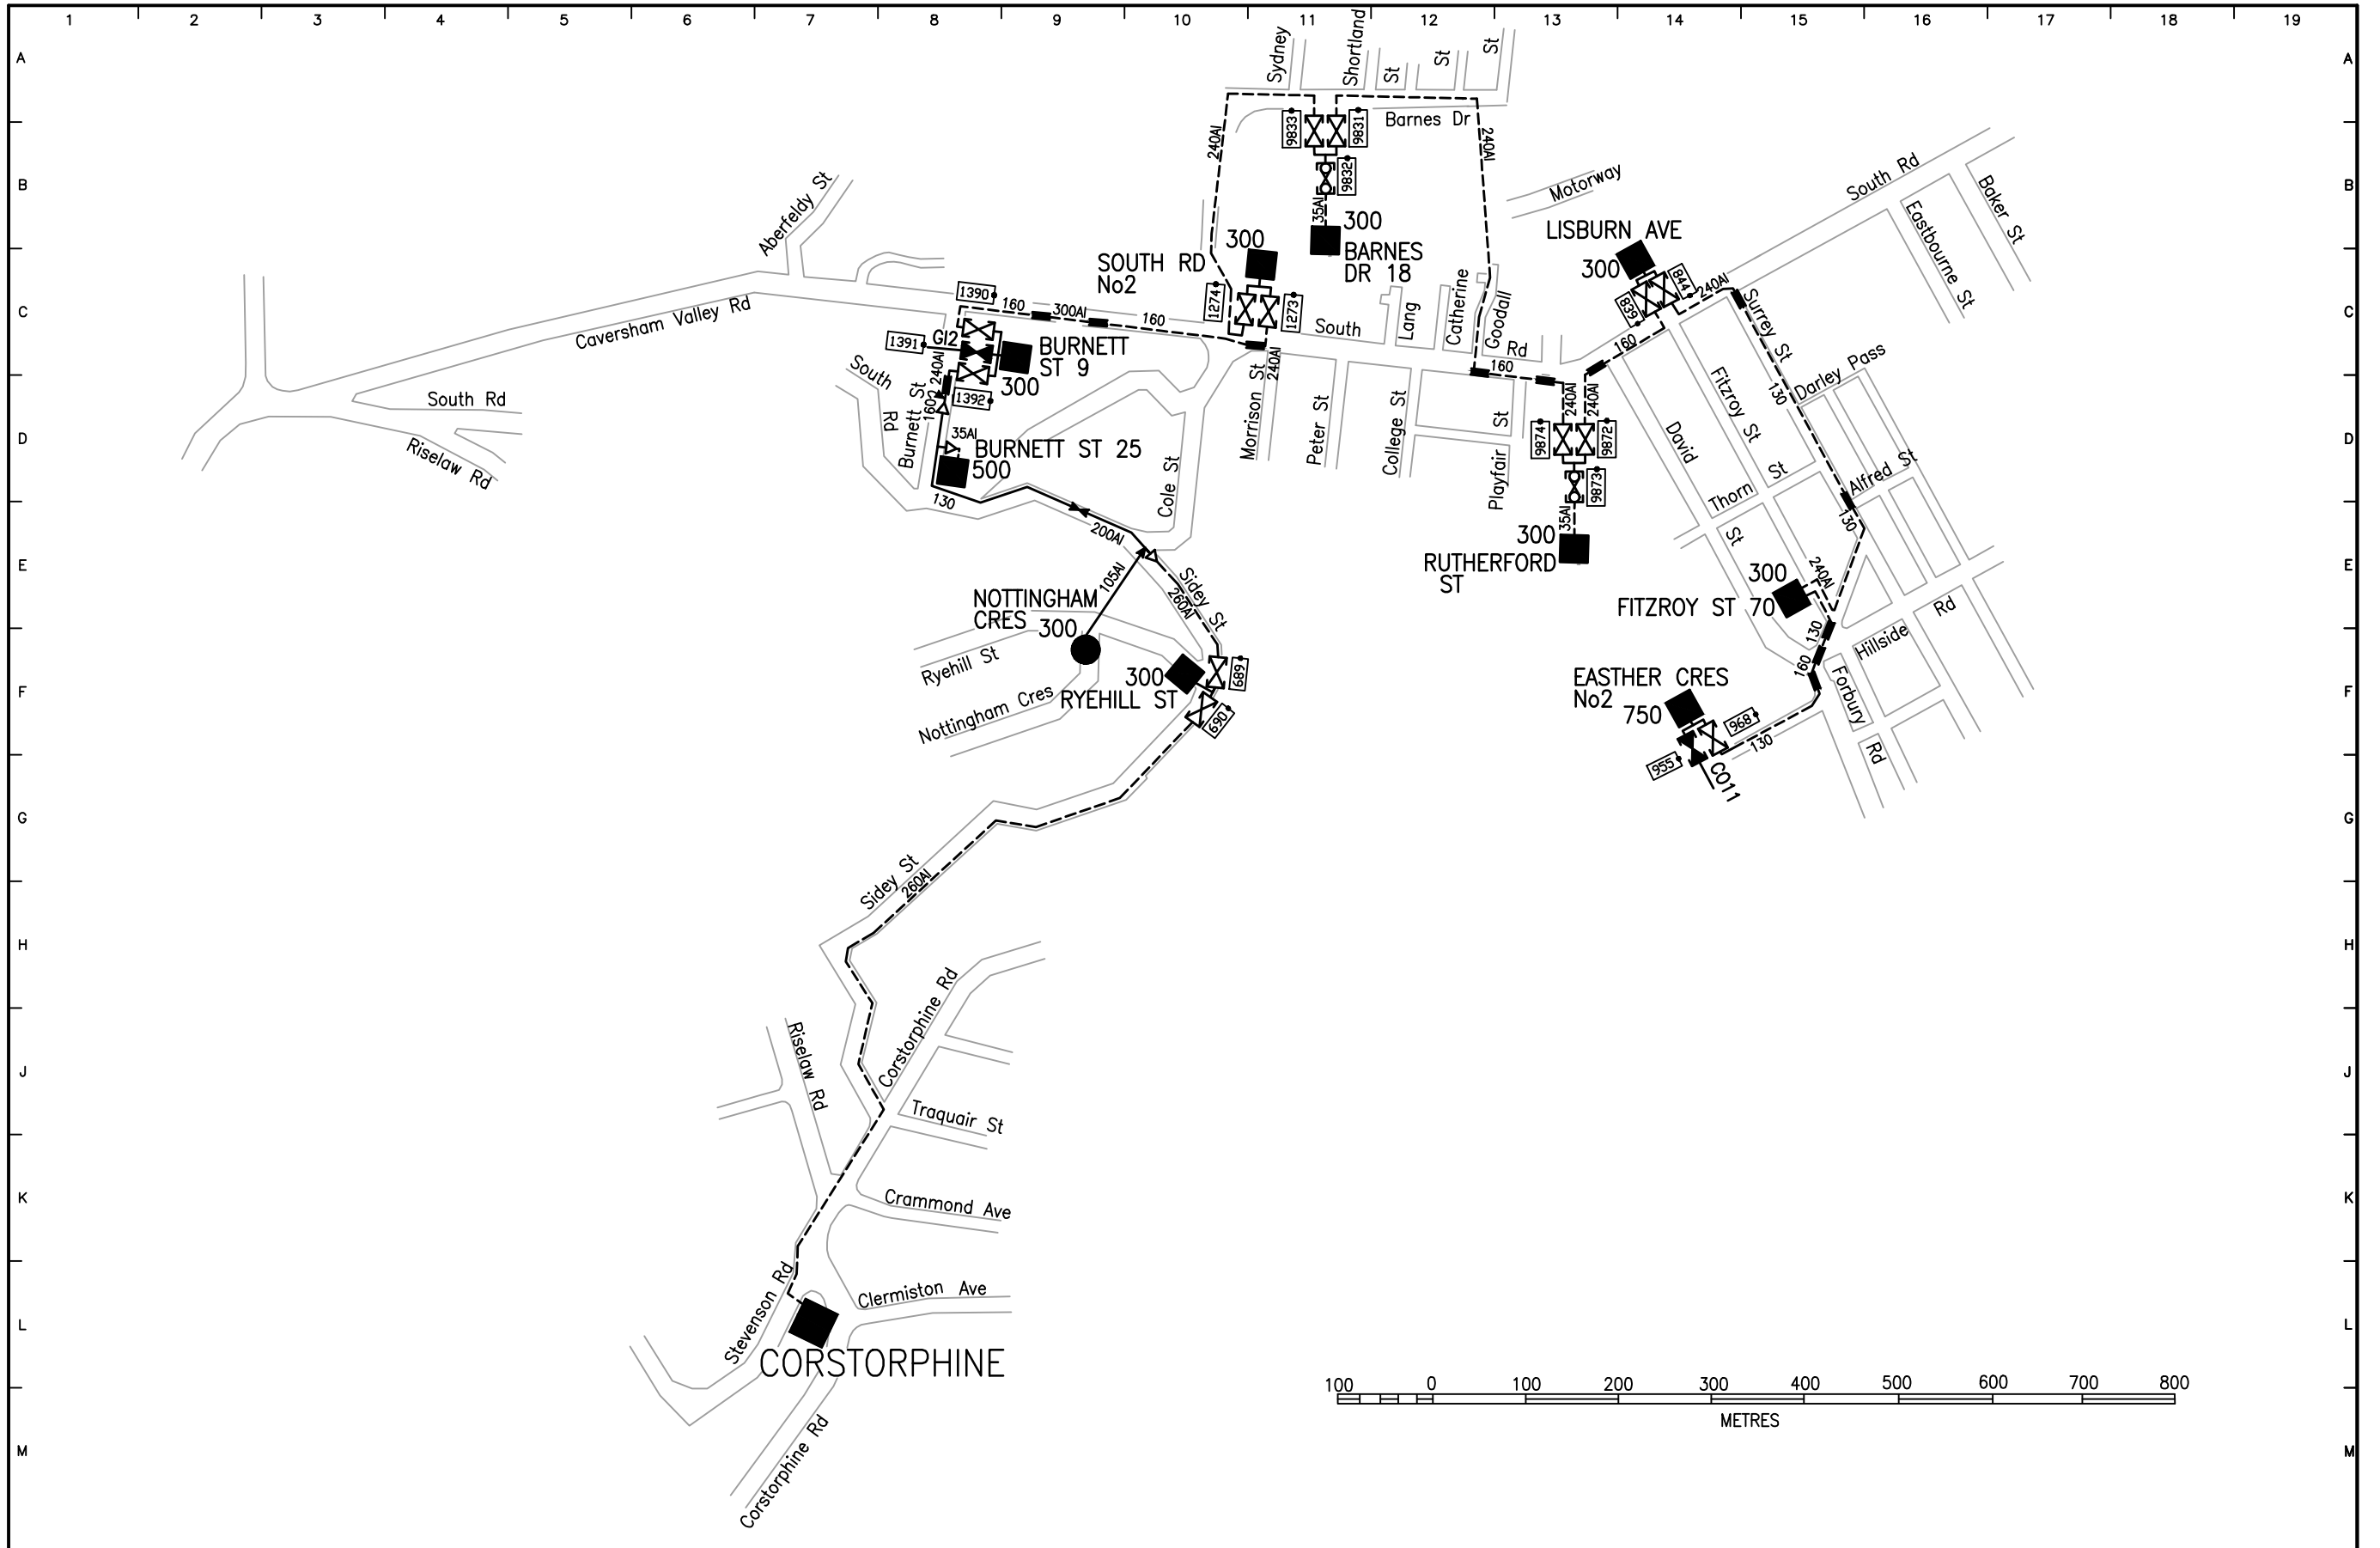 1 2 3 4 5 6 7 8 9 10 11 12 13 14 15 16 17 18 19
A A
Sydney
Shortland
St
St
St
9833
9831
Barnes Dr
240Al
240Al
B B
9832
35Al
300
BARNES
DR 18
Motorway
South Rd
Baker St
Eastbourne St
Aberfeldy St
LISBURN AVE
300
844
839
240Al
SOUTH RD
No2
300
1274
1273
C C
Caversham Valley Rd
1390
160
300Al
160
1391
GI2
BURNETT
ST 9
300
240Al
1392
South
Lang
Catherine
Goodall
Rd
160
160
Surrey St
Darley Pass
130
South
Rd
Burnett St
160
240Al
Morrison St
Peter St
College St
Playfair St
240Al
240Al
9874
9872
David
St
Fitzroy St
D D
South Rd
Riselaw Rd
35Al
BURNETT ST 25
500
130
Cole St
9873
35Al
Thorn St
Alfred St
130
300
RUTHERFORD
ST
E E
200Al
105Al
Sidey St
260Al
NOTTINGHAM
CRES 300
240Al
300
FITZROY ST 70
Hillside Rd
130
160
Ryehill St
Nottingham Cres
300
RYEHILL ST
689
690
F F
EASTHER CRES
No2 750
968
955
130
CO11
Forbury
Rd
G G
Sidey St
260Al
H H
Corstorphine Rd
J J
Riselaw Rd
Traquair St
K K
Crammond Ave
Clermiston Ave
Stevenson Rd
L L
CORSTORPHINE
100 0 100 200 300 400 500 600 700 800
METRES
Corstorphine Rd
M M